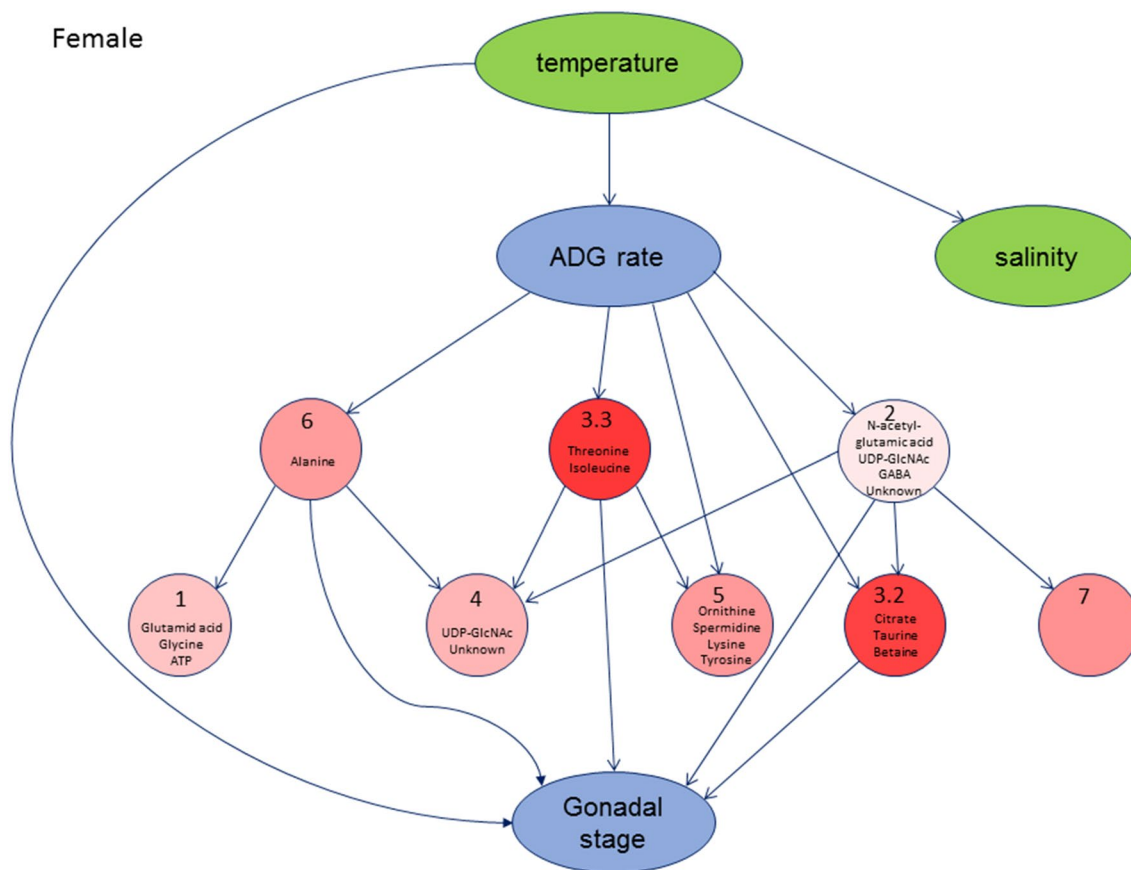 Female
temperature
ADG rate
salinity
6
Alanine
3.3
Threonine
Isoleucine
2
N-acetyl-
glutamic acid
UDP-GlcNAc
GABA
Unknown
1
Glutamid acid
Glycine
ATP
4
UDP-GlcNAc
Unknown
5
Ornithine
Spermidine
Lysine
Tyrosine
3.2
Citrate
Taurine
Betaine
7
Gonadal
stage